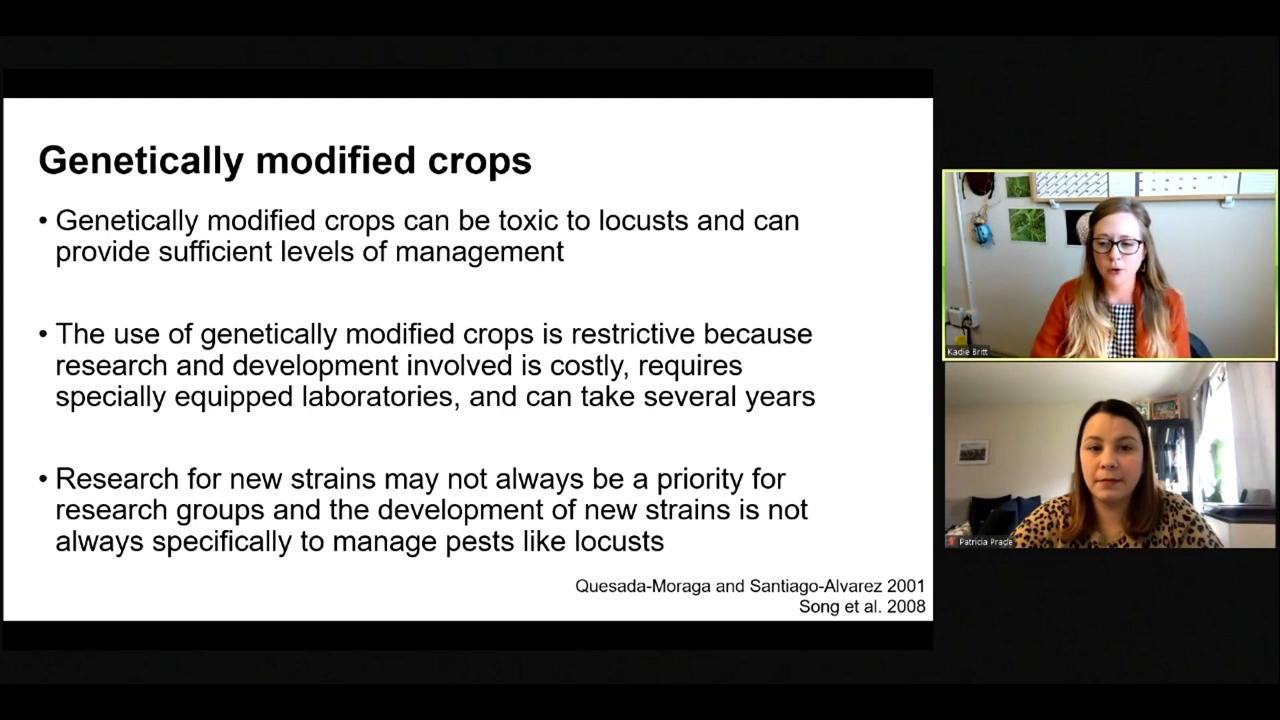 Genetically modified crops
• Genetically modified crops can be toxic to locusts and can
provide sufficient levels of management
• The use of genetically modified crops is restrictive because
research and development involved is costly, requires
specially equipped laboratories, and can take several years
• Research for new strains may not always be a priority for
research groups and the development of new strains is not
always specifically to manage pests like locusts
Quesada-Moraga and Santiago-Alvarez 2001
Song et al. 2008
Kadie Britt
Patricia Prade